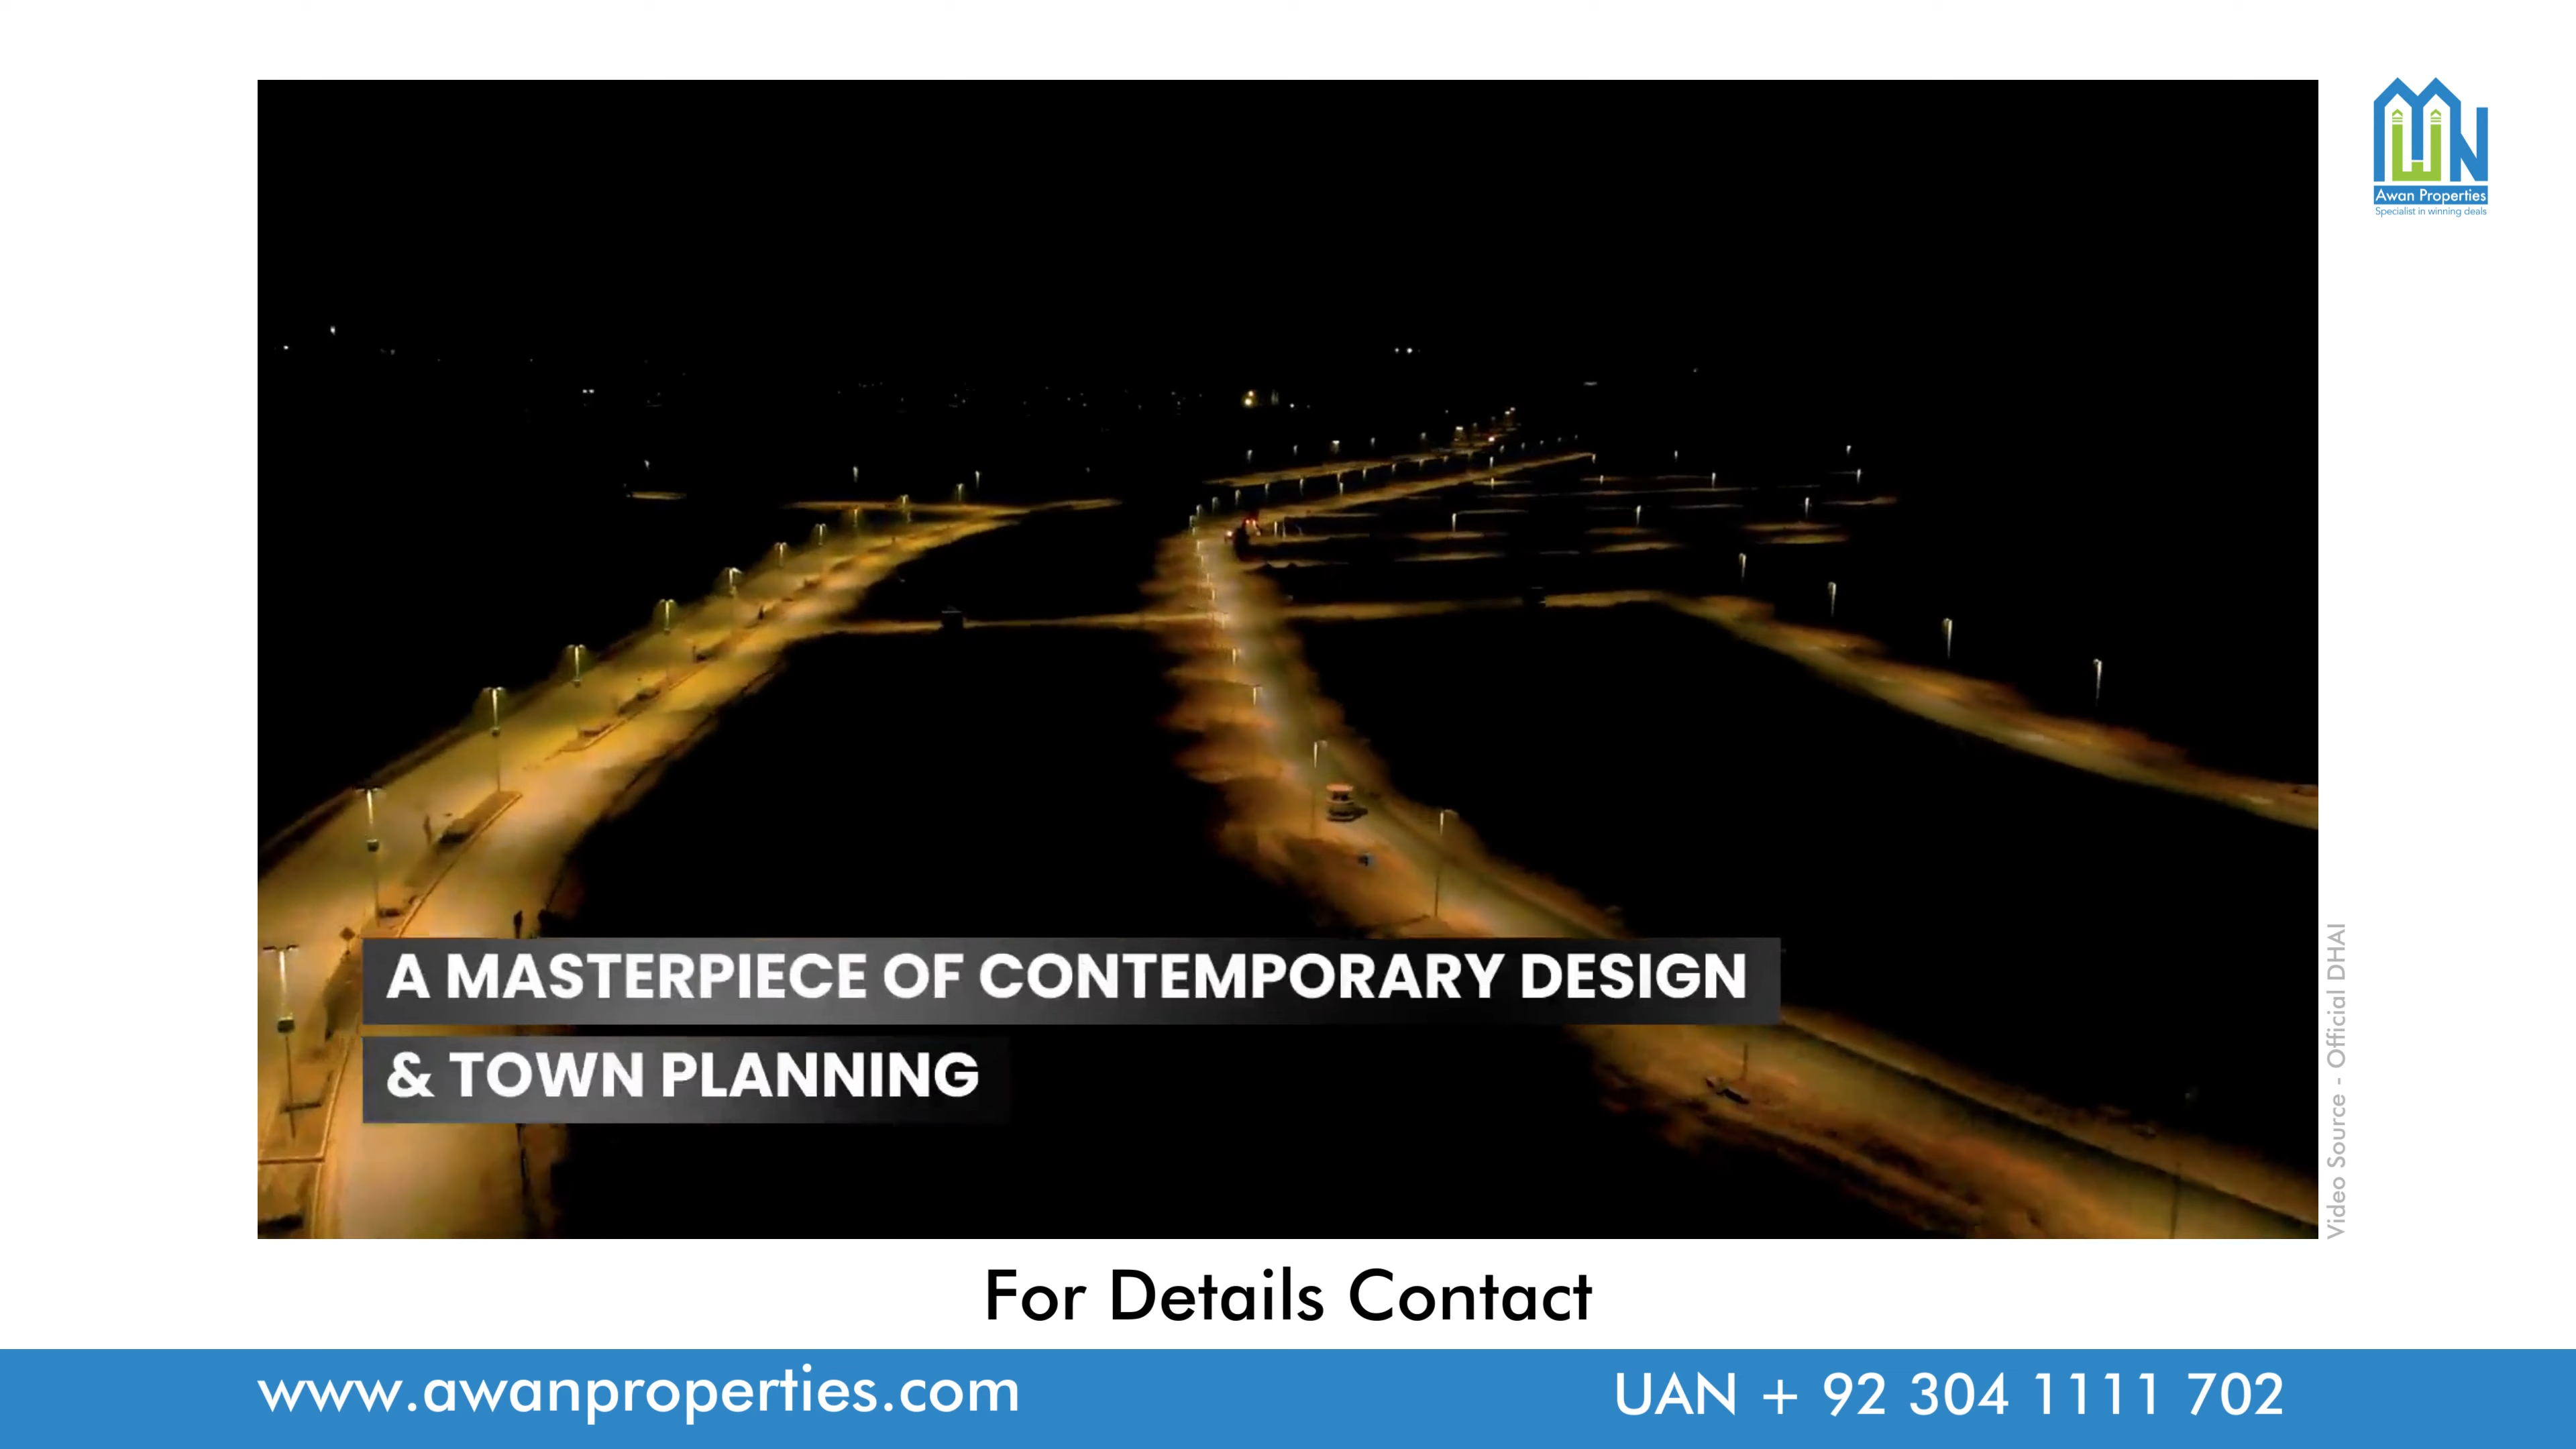 Awan Properties
Specialist in winning deals
A MASTERPIECE OF CONTEMPORARY DESIGN
& TOWN PLANNING
Video Source - Official DHAI
For Details Contact
www.awanproperties.com
UAN + 92 304 1111 702